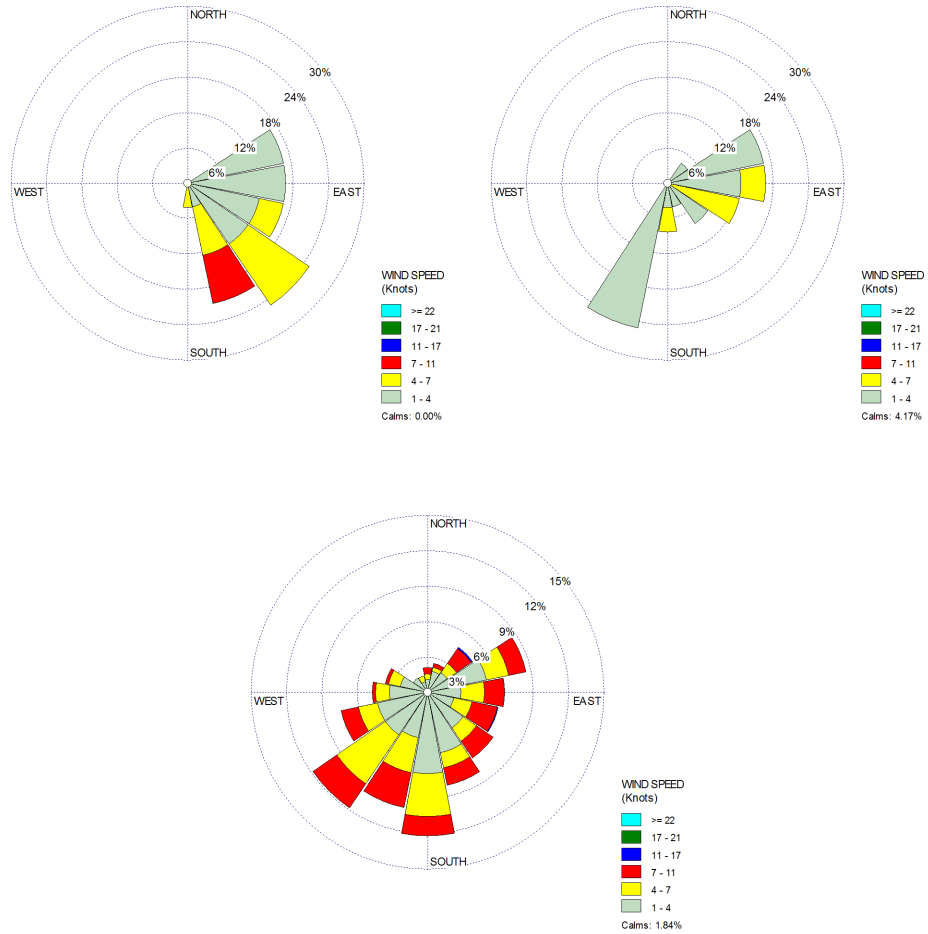 NORTH
30%
24%
18%
12%
6%
WEST
EAST
SOUTH
WIND SPEED
(Knots)
>= 22
17 - 21
11 - 17
7 - 11
4 - 7
1 - 4
Calms: 0.00%
NORTH
30%
24%
18%
12%
6%
WEST
EAST
SOUTH
WIND SPEED
(Knots)
>= 22
17 - 21
11 - 17
7 - 11
4 - 7
1 - 4
Calms: 4.17%
NORTH
15%
12%
9%
6%
3%
WEST
EAST
SOUTH
WIND SPEED
(Knots)
>= 22
17 - 21
11 - 17
7 - 11
4 - 7
1 - 4
Calms: 1.84%